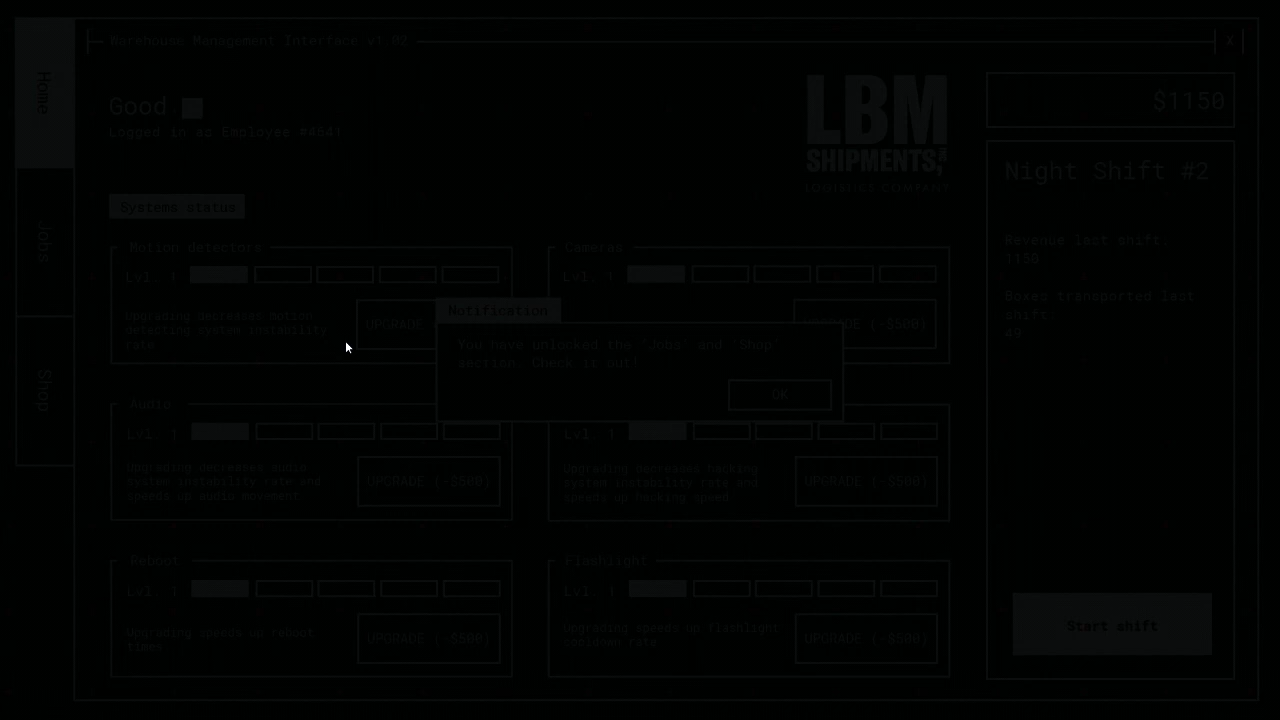 Warehouse Management Interface v1.02
X
Home
Jobs
Shop
Good
Logged in as Employee #4541
LBM
SHIPMENTS,
LOGISTICS COMPANY
$1150
Night Shift #2
Revenue last shift:
1150
Boxes transported last
shift:
49
Start shift
Systems status
Motion detectors
Lvl. 1
Upgrading decreases motion
detecting system instability
rate
UPGRADE
Cameras
Lvl. 1
UPGRADE (-$500)
Notification
You have unlocked the "Jobs" and "Shop"
section. Check it out!
OK
Audio
Lvl. 1
Upgrading decreases audio
system instability rate and
speeds up audio movement
UPGRADE (-$500)
Lvl. 1
Upgrading decreases hacking
system instability rate and
speeds up hacking speed
UPGRADE (-$500)
Reboot
Lvl. 1
Upgrading speeds up reboot
times
UPGRADE (-$500)
Flashlight
Lvl. 1
Upgrading speeds up flashlight
cooldown rate
UPGRADE (-$500)